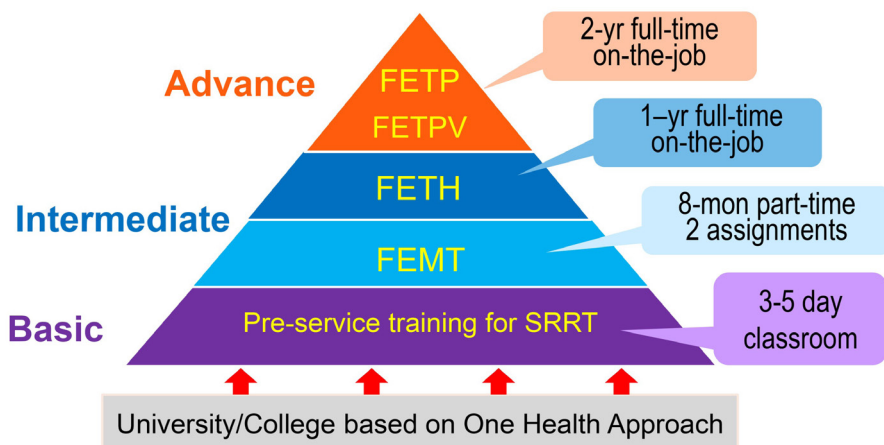 2-yr full-time
on-the-job
Advance
FETP
FETPV
1–yr full-time
on-the-job
FETH
Intermediate
8-mon part-time
2 assignments
FEMT
Basic
Pre-service training for SRRT
3-5 day
classroom
University/College based on One Health Approach